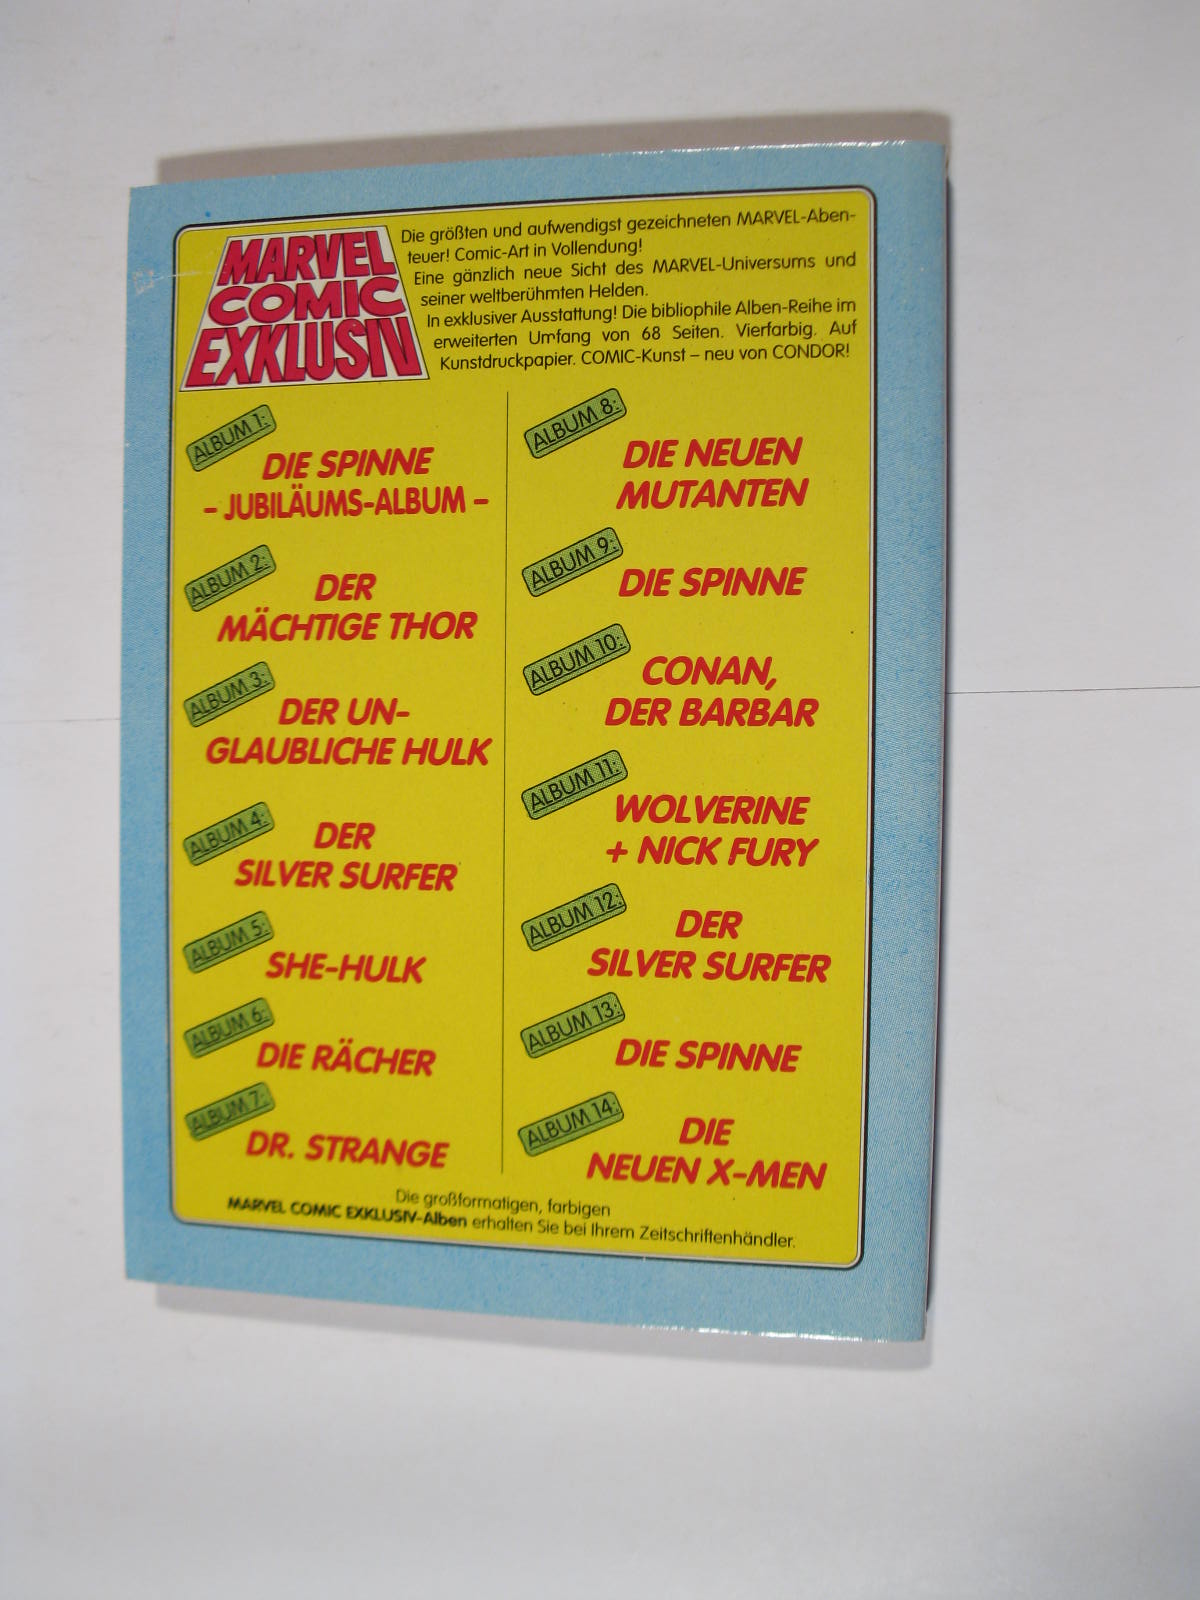 MARVEL
COMIC
EXKLUSIV
Die größten und aufwendigst gezeichneten MARVEL-Aben-
teuer! Comic-Art in Vollendung!
Eine gänzlich neue Sicht des MARVEL-Universums und
seiner weltberühmten Helden.
In exklusiver Ausstattung! Die bibliophile Alben-Reihe im
erweiterten Umfang von 68 Seiten. Vierfarbig. Auf
Kunstdruckpapier. COMIC-Kunst – neu von CONDOR!
ALBUM 1:
DIE SPINNE
– JUBILÄUMS-ALBUM –
ALBUM 2:
DER
MÄCHTIGE THOR
ALBUM 3:
DER UN-
GLAUBLICHE HULK
ALBUM 4:
DER
SILVER SURFER
ALBUM 5:
SHE-HULK
ALBUM 6:
DIE RÄCHER
ALBUM 7:
DR. STRANGE
ALBUM 8:
DIE NEUEN
MUTANTEN
ALBUM 9:
DIE SPINNE
ALBUM 10:
CONAN,
DER BARBAR
ALBUM 11:
WOLVERINE
+ NICK FURY
ALBUM 12:
DER
SILVER SURFER
ALBUM 13:
DIE SPINNE
ALBUM 14:
DIE
NEUEN X-MEN
Die großformatigen, farbigen
MARVEL COMIC EXKLUSIV-Alben erhalten Sie bei Ihrem Zeitschriftenhändler.